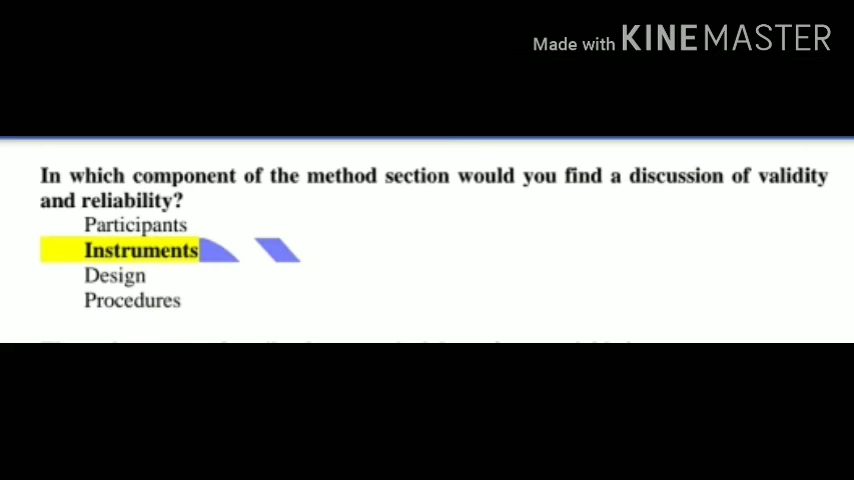 Made with KINEMASTER
In which component of the method section would you find a discussion of validity
and reliability?
Participants
Instruments
Design
Procedures